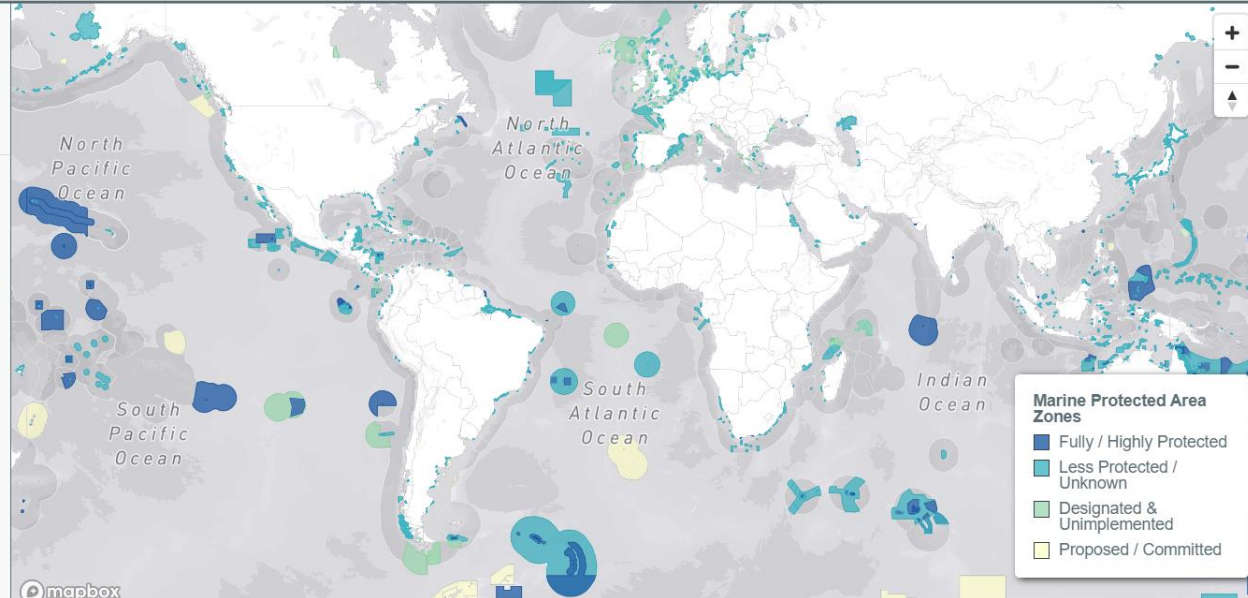 North
Pacific
Ocean
North
Atlantic
Ocean
South
Pacific
Ocean
South
Atlantic
Ocean
Indian
Ocean
+
−
Marine Protected Area
Zones
Fully / Highly Protected
Less Protected /
Unknown
Designated &
Unimplemented
Proposed / Committed
mapbox